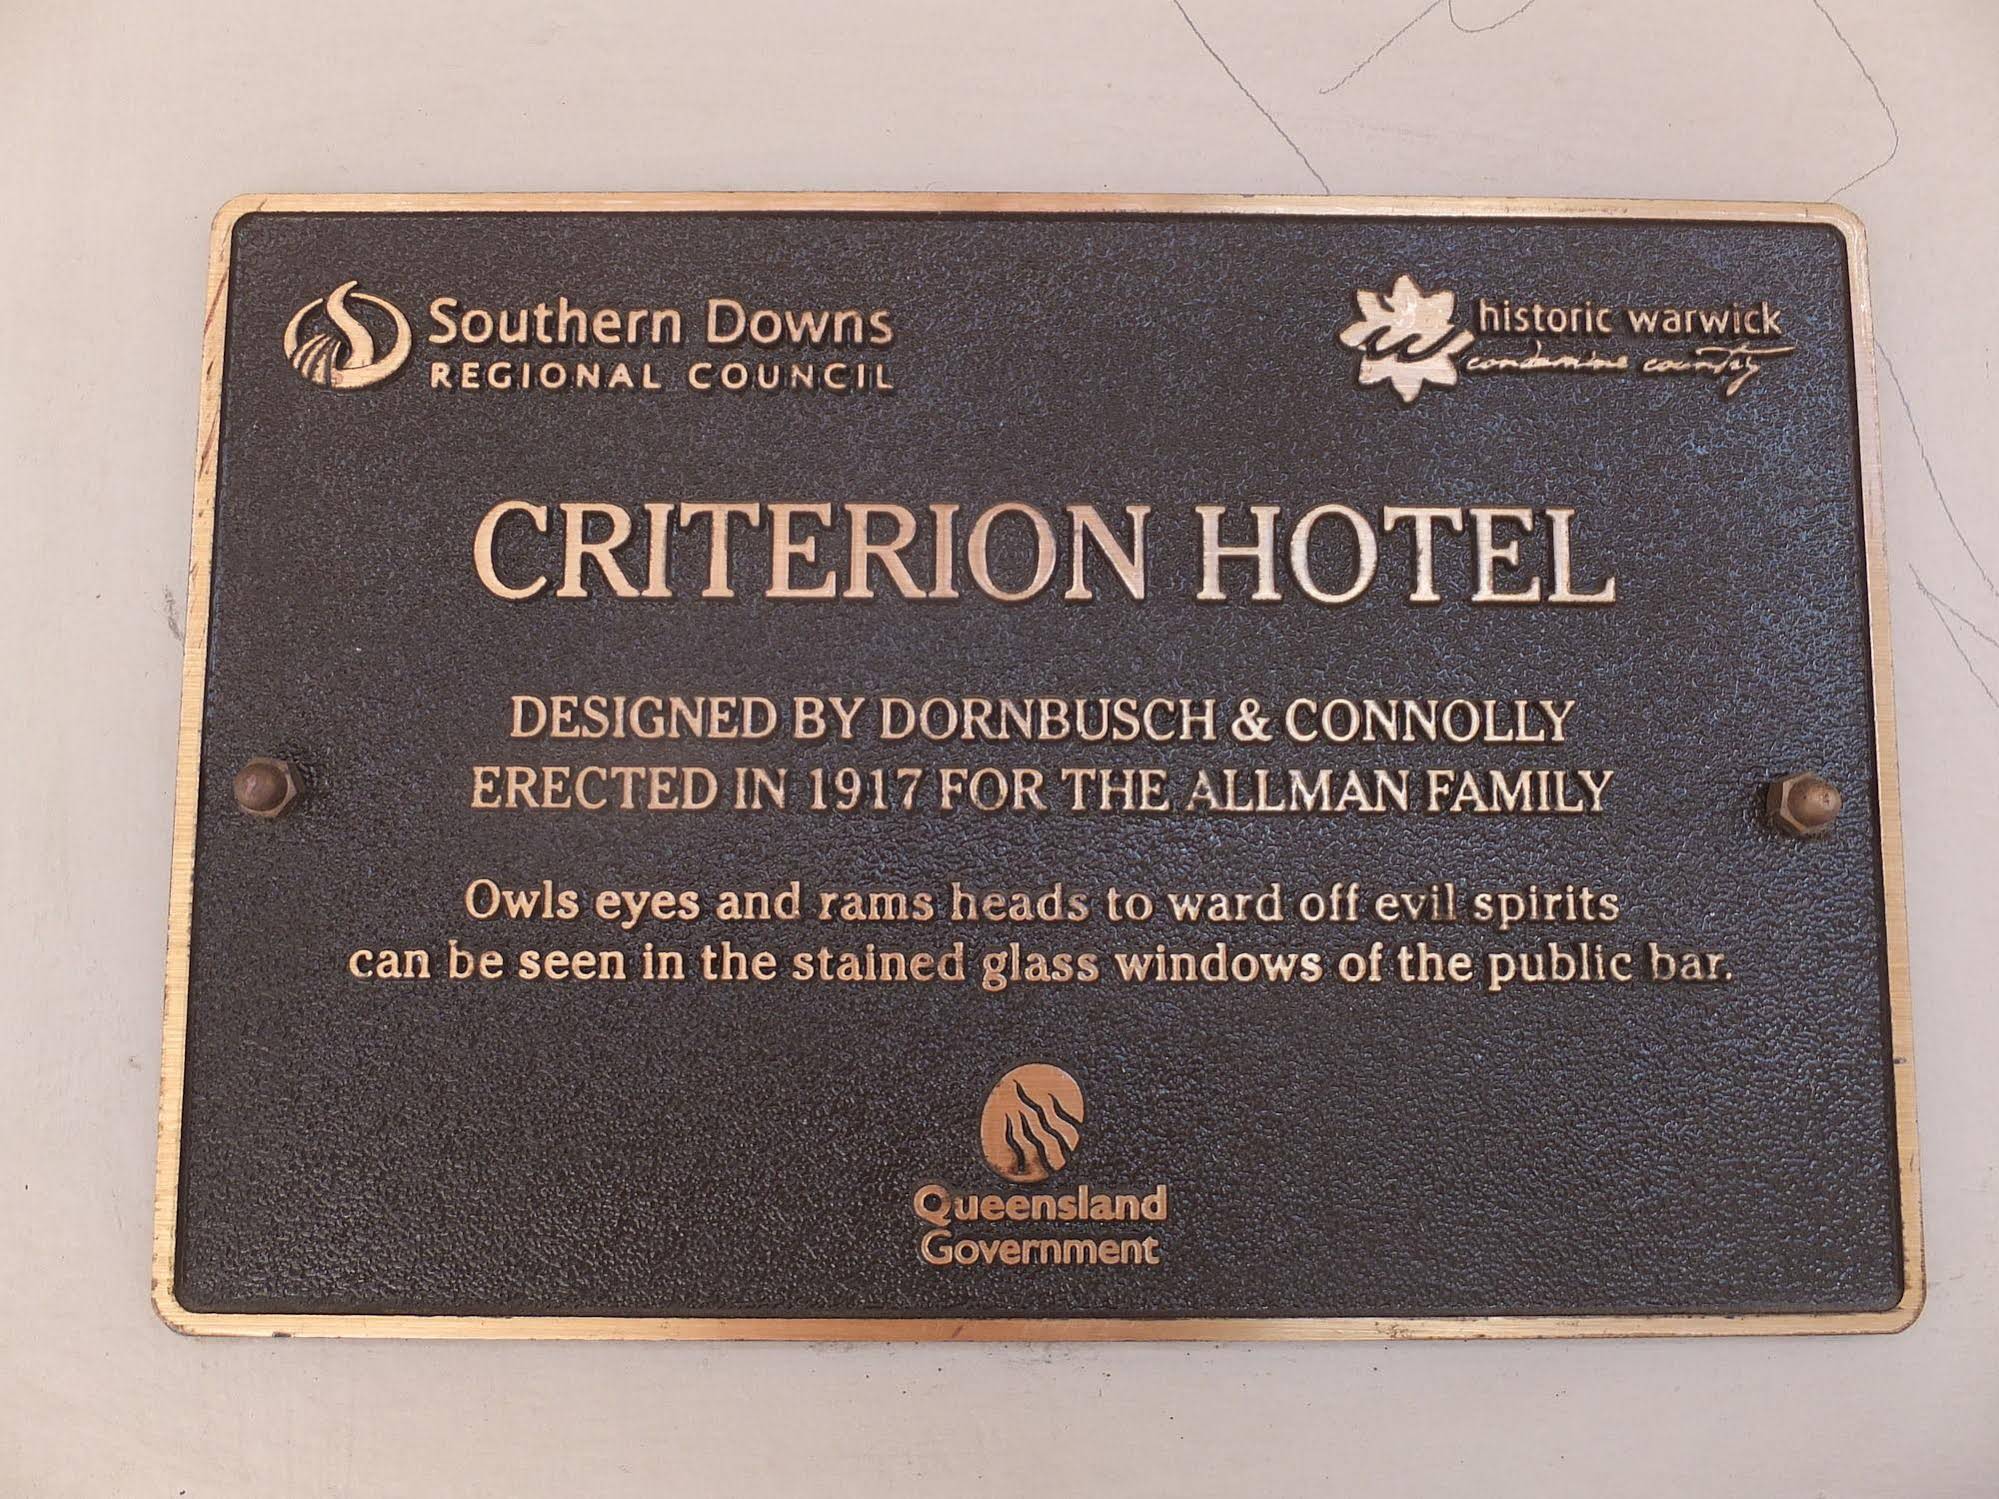 Southern Downs
REGIONAL COUNCIL
historic warwick
condamine country
CRITERION HOTEL
DESIGNED BY DORNBUSCH & CONNOLLY
ERECTED IN 1917 FOR THE ALLMAN FAMILY
Owls eyes and rams heads to ward off evil spirits
can be seen in the stained glass windows of the public bar.
Queensland
Government